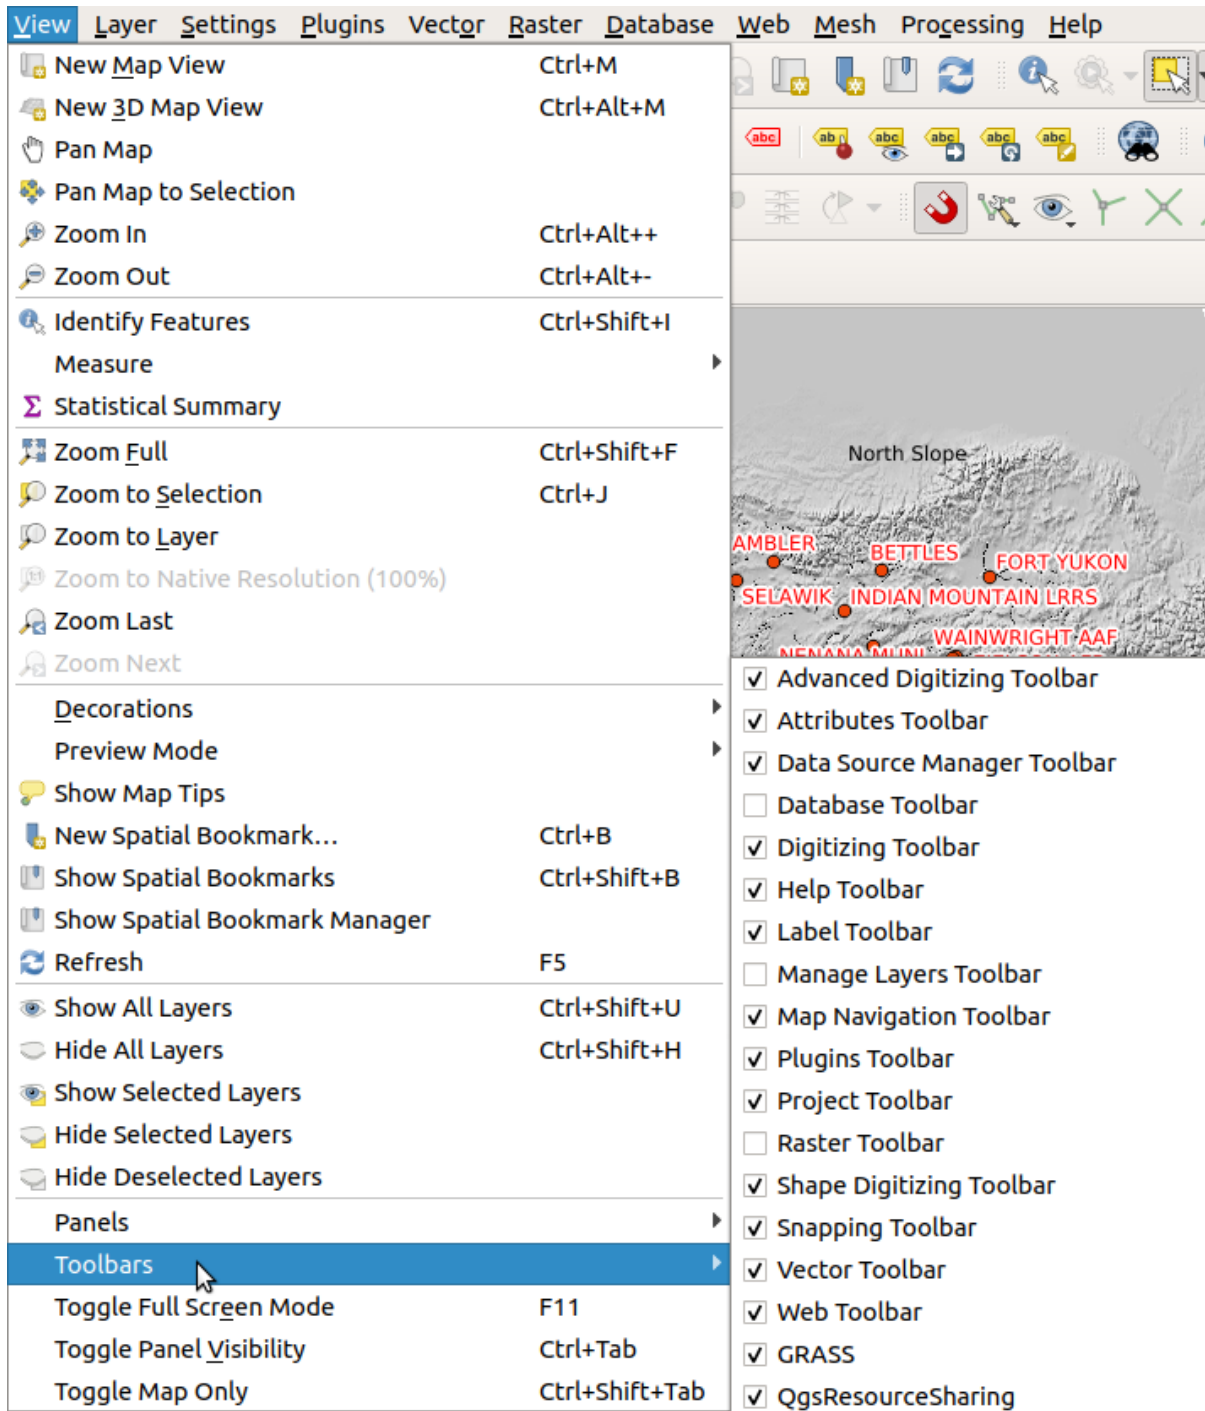 View Layer Settings Plugins Vector Raster Database Web Mesh Processing Help
New Map View Ctrl+M
New 3D Map View Ctrl+Alt+M
Pan Map
Pan Map to Selection
Zoom In Ctrl+Alt++
Zoom Out Ctrl+Alt+-
Identify Features Ctrl+Shift+I
Measure
Statistical Summary
Zoom Full Ctrl+Shift+F
Zoom to Selection Ctrl+J
Zoom to Layer
Zoom to Native Resolution (100%)
Zoom Last
Zoom Next
Decorations
Preview Mode
Show Map Tips
New Spatial Bookmark... Ctrl+B
Show Spatial Bookmarks Ctrl+Shift+B
Show Spatial Bookmark Manager
Refresh F5
Show All Layers Ctrl+Shift+U
Hide All Layers Ctrl+Shift+H
Show Selected Layers
Hide Selected Layers
Hide Deselected Layers
Panels
Toolbars
Toggle Full Screen Mode F11
Toggle Panel Visibility Ctrl+Tab
Toggle Map Only Ctrl+Shift+Tab
abc ab abc abc abc abc
North Slope
AMBLER BETTLES FORT YUKON
SELAWIK INDIAN MOUNTAIN LRRS
WAINWRIGHT AAF
NENANA MUNI
Advanced Digitizing Toolbar
Attributes Toolbar
Data Source Manager Toolbar
Database Toolbar
Digitizing Toolbar
Help Toolbar
Label Toolbar
Manage Layers Toolbar
Map Navigation Toolbar
Plugins Toolbar
Project Toolbar
Raster Toolbar
Shape Digitizing Toolbar
Snapping Toolbar
Vector Toolbar
Web Toolbar
GRASS
QgsResourceSharing